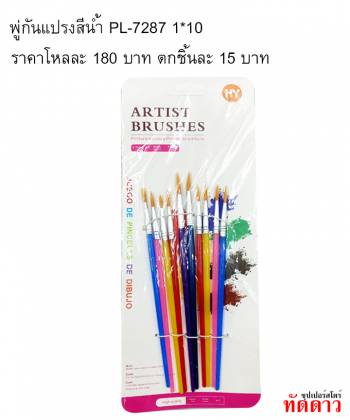 พู่กันแปรงสีน้ำ PL-7287 1*10
ราคาโหลละ 180 บาท ตกชิ้นละ 15 บาท
HY
ARTIST
BRUSHES
JUEGO DE PINCELES DE DIBUJO
ซุปเปอร์สโตร์
ทัดดาว